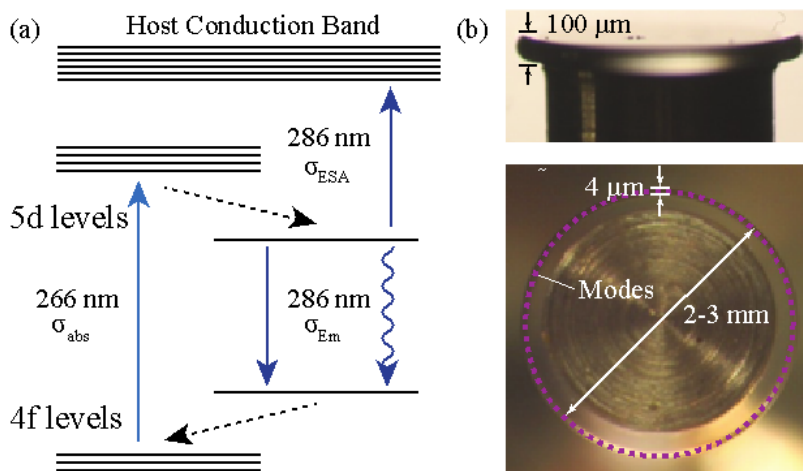 (a)
Host Conduction Band
286 nm
σESA
5d levels
266 nm
σabs
286 nm
σEm
4f levels
(b)
100 μm
4 μm
Modes
2-3 mm